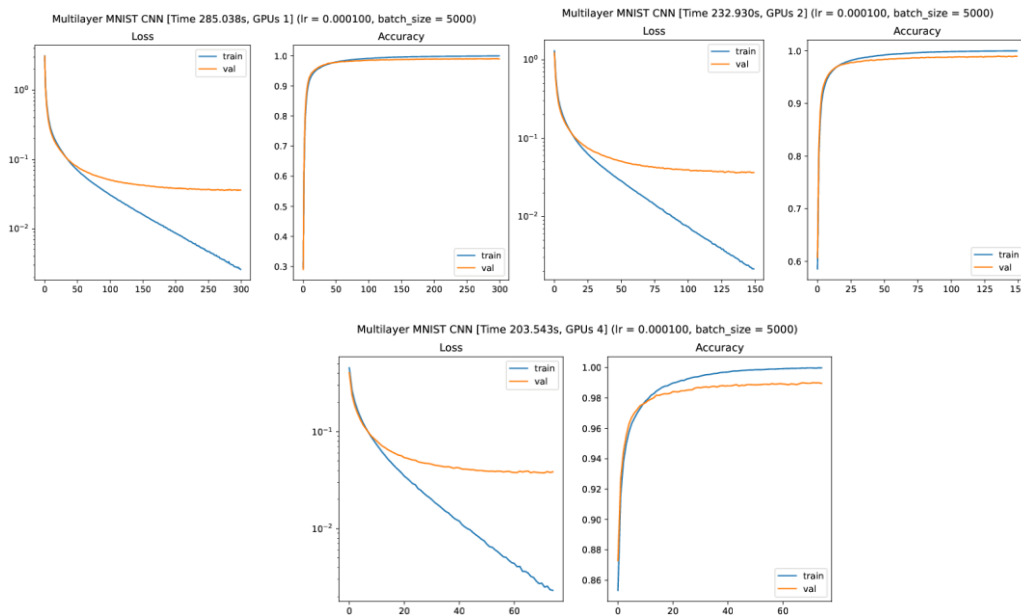 Multilayer MNIST CNN [Time 285.038s, GPUs 1] (lr = 0.000100, batch_size = 5000)
Loss
Accuracy
train
val
10⁰
10⁻¹
10⁻²
0 50 100 150 200 250 300
1.0
0.9
0.8
0.7
0.6
0.5
0.4
0.3
train
val
0 50 100 150 200 250 300
Multilayer MNIST CNN [Time 232.930s, GPUs 2] (lr = 0.000100, batch_size = 5000)
Loss
Accuracy
train
val
10⁰
10⁻¹
10⁻²
0 25 50 75 100 125 150
1.0
0.9
0.8
0.7
0.6
train
val
0 25 50 75 100 125
Multilayer MNIST CNN [Time 203.543s, GPUs 4] (lr = 0.000100, batch_size = 5000)
Loss
Accuracy
train
val
10⁻¹
10⁻²
0 20 40 60
1.00
0.98
0.96
0.94
0.92
0.90
0.88
0.86
train
val
0 20 40 60